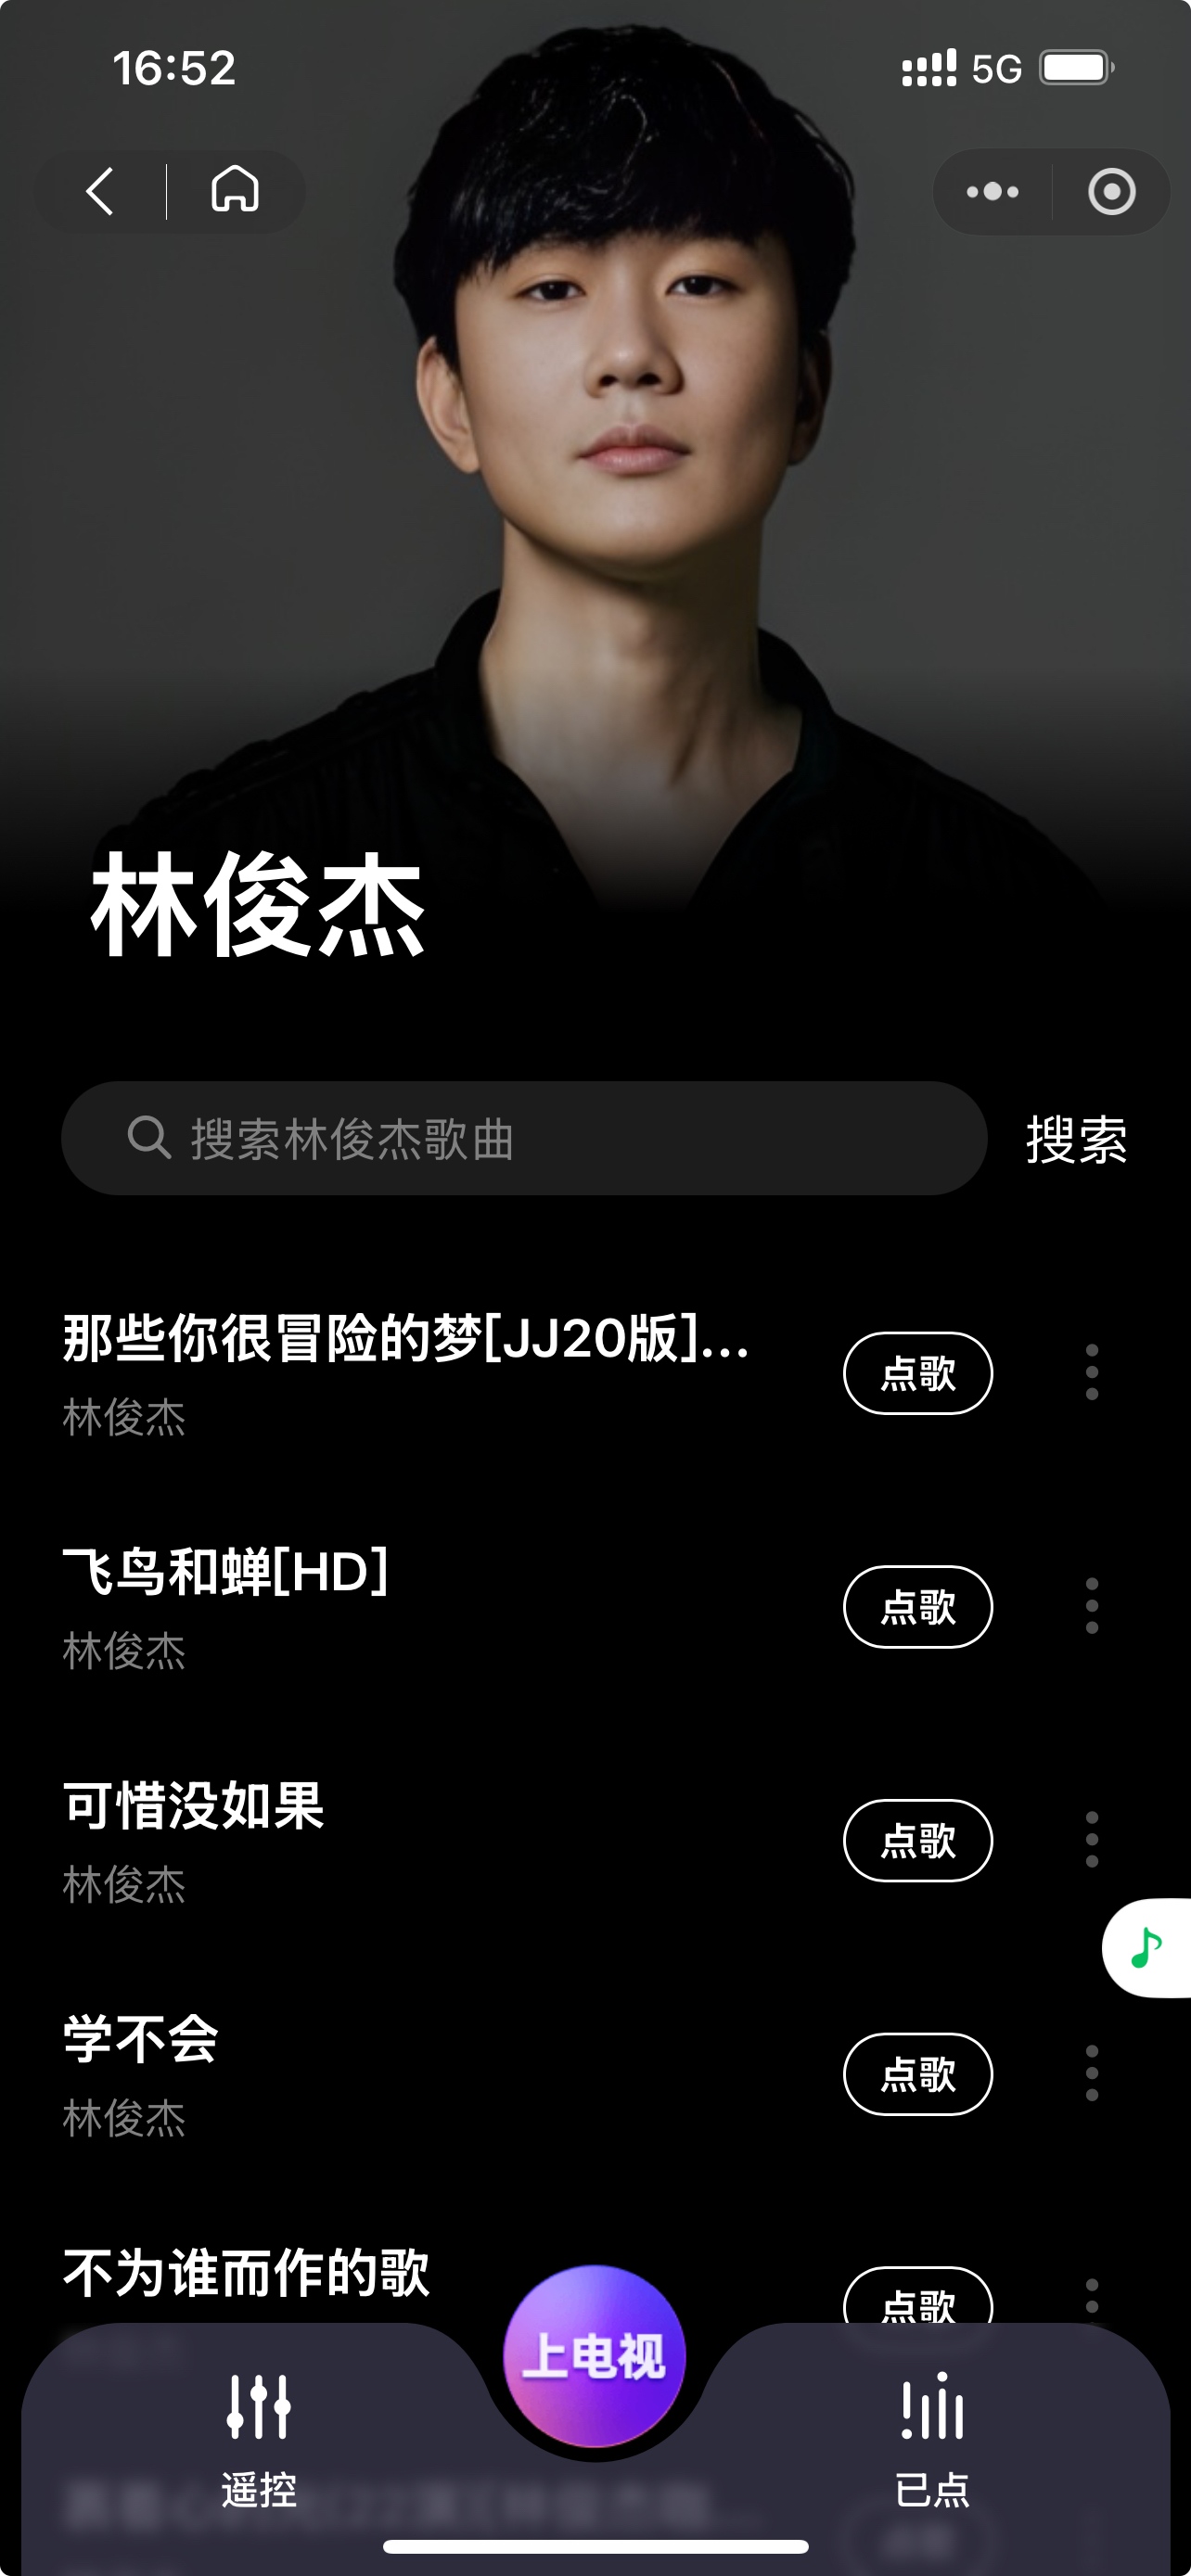 16:52
5G
林俊杰
搜索林俊杰歌曲
搜索
那些你很冒险的梦[JJ20版]...
点歌
林俊杰
飞鸟和蝉[HD]
点歌
林俊杰
可惜没如果
点歌
林俊杰
学不会
点歌
林俊杰
不为谁而作的歌
点歌
上电视
遥控
已点